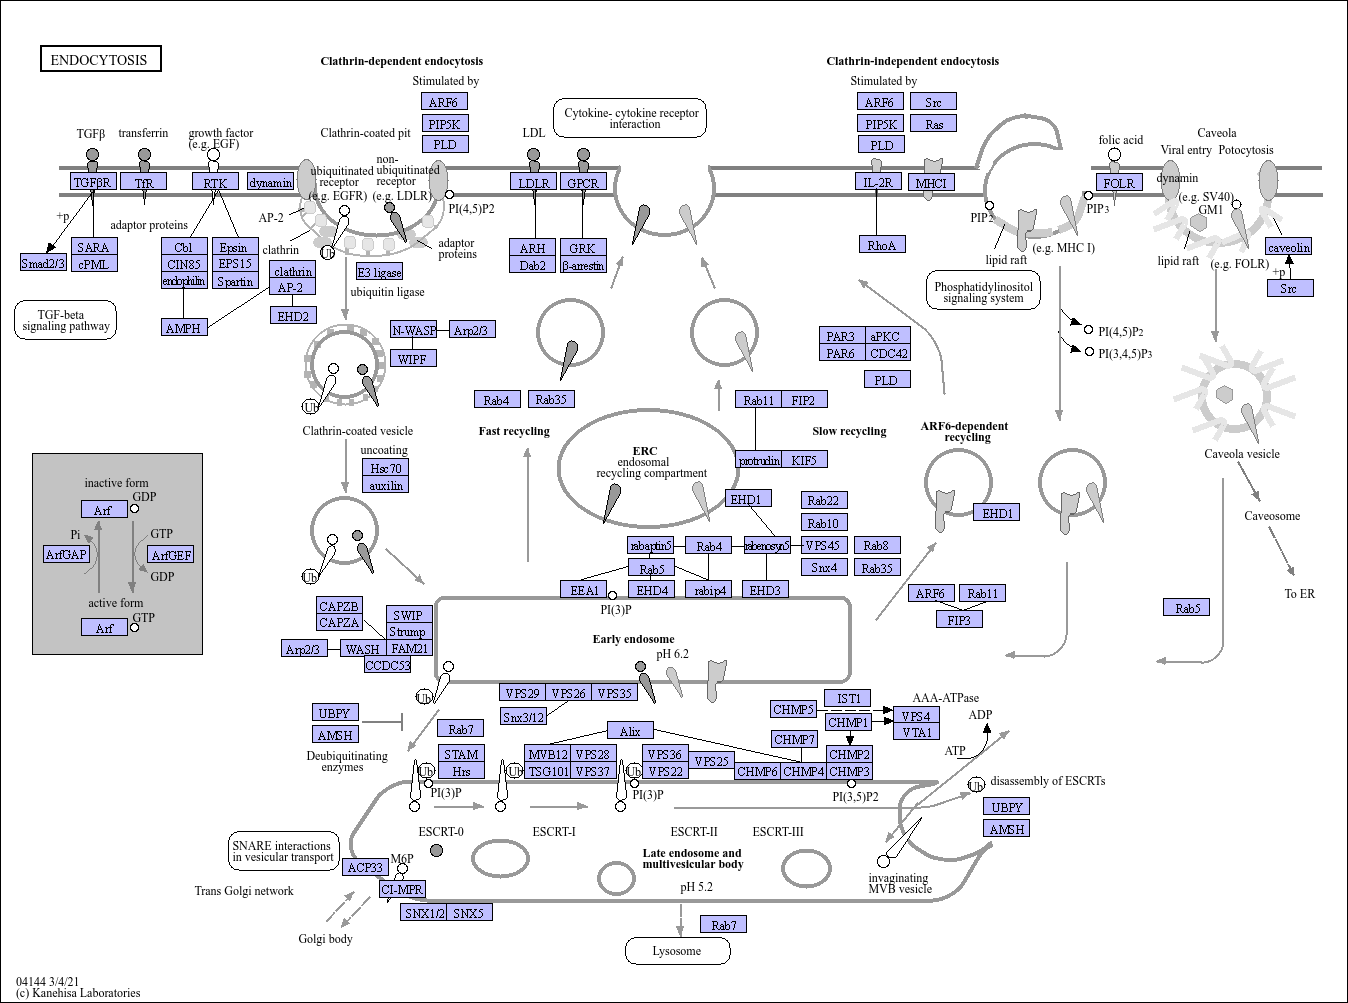 ENDOCYTOSIS
Clathrin-dependent endocytosis
Stimulated by
ARF6
PIP5K
PLD
Clathrin-independent endocytosis
Stimulated by
ARF6 Src
PIP5K Ras
PLD
Cytokine- cytokine receptor
interaction
TGFβ
transferrin
growth factor
(e.g. EGF)
Clathrin-coated pit
LDL
folic acid
Caveola
Viral entry Potocytosis
TGFβR
TfR
RTK
dynamin
ubiquitinated
receptor
(e.g. EGFR)
non-
ubiquitinated
receptor
(e.g. LDLR)
LDLR
GPCR
IL-2R
MHCI
FOLR
dynamin
(e.g. SV40)
GM1
+p
adaptor proteins
AP-2
PI(4,5)P2
PIP2
PIP3
Smad2/3
SARA
cPML
Cbl
CIN85
endophilin
Epsin
EPS15
Spartin
clathrin
clathrin
AP-2
EHD2
AMPH
Ub
adaptor
proteins
E3 ligase
ubiquitin ligase
ARH
Dab2
GRK
β-arrestin
RhoA
lipid raft
(e.g. MHC I)
lipid raft
(e.g. FOLR)
caveolin
+p
Src
TGF-beta
signaling pathway
Phosphatidylinositol
signaling system
N-WASP
Arp2/3
WIPF
PI(4,5)P2
PI(3,4,5)P3
PAR3 aPKC
PAR6 CDC42
PLD
Ub
Rab4
Rab35
Rab11 FIP2
Clathrin-coated vesicle
Fast recycling
Slow recycling
ARF6-dependent
recycling
uncoating
Hsc70
auxilin
ERC
endosomal
recycling compartment
protrudin KIF5
Caveola vesicle
inactive form
Arf
GDP
Pi
GTP
ArfGAP
ArfGEF
GDP
active form
Arf
GTP
EHD1
Rab22
Rab10
EHD1
Caveosome
rabaptin5
Rab4
rabenosyn5
VPS45
Rab8
Rab5
Snx4
Rab35
Ub
EEA1
EHD4
rabip4
EHD3
PI(3)P
ARF6
Rab11
FIP3
To ER
Rab5
CAPZB
CAPZA
SWIP
Strump
Arp2/3
WASH
FAM21
CCDC53
Early endosome
pH 6.2
Ub
VPS29 VPS26 VPS35
Snx3/12
UBPY
AMSH
Deubiquitinating
enzymes
Rab7
STAM
Hrs
Alix
MVB12 VPS28
TSG101 VPS37
VPS36
VPS22
VPS25
CHMP6 CHMP4 CHMP3
CHMP7
CHMP2
CHMP5
CHMP1
IST1
AAA-ATPase
VPS4
VTA1
ADP
ATP
Ub
Ub
Ub
PI(3)P
PI(3)P
PI(3,5)P2
Ub
disassembly of ESCRTs
UBPY
AMSH
ESCRT-0
ESCRT-I
ESCRT-II
ESCRT-III
SNARE interactions
in vesicular transport
ACP33
M6P
CI-MPR
Late endosome and
multivesicular body
pH 5.2
invaginating
MVB vesicle
Trans Golgi network
SNX1/2 SNX5
Golgi body
Rab7
Lysosome
04144 3/4/21
(c) Kanehisa Laboratories